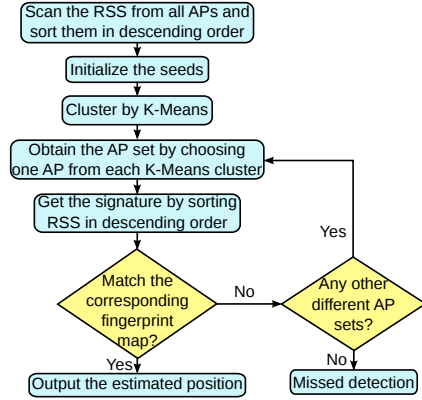 Scan the RSS from all APs and
sort them in descending order
Initialize the seeds
Cluster by K-Means
Obtain the AP set by choosing
one AP from each K-Means cluster
Get the signature by sorting
RSS in descending order
Yes
Match the
corresponding
fingerprint
map?
No
Any other
different AP
sets?
Yes
No
Output the estimated position
Missed detection